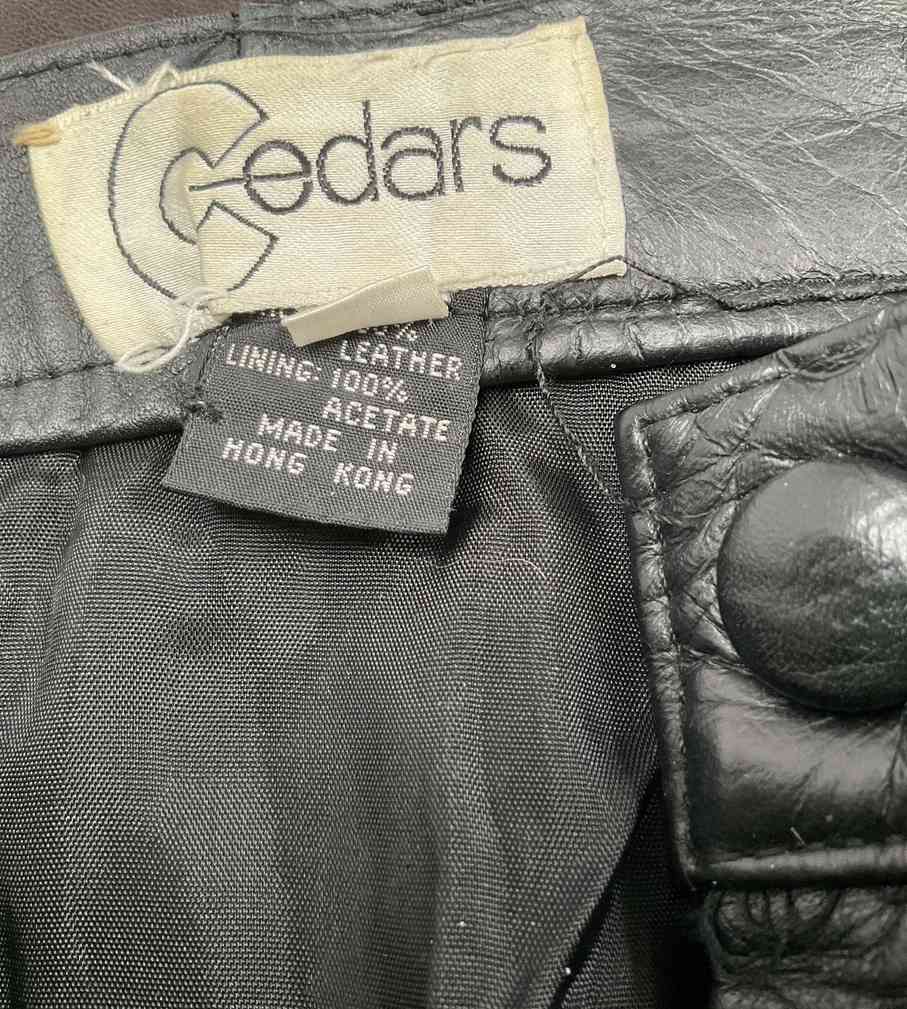 Cedars
%
LEATHER
LINING: 100%
ACETATE
MADE IN
HONG KONG